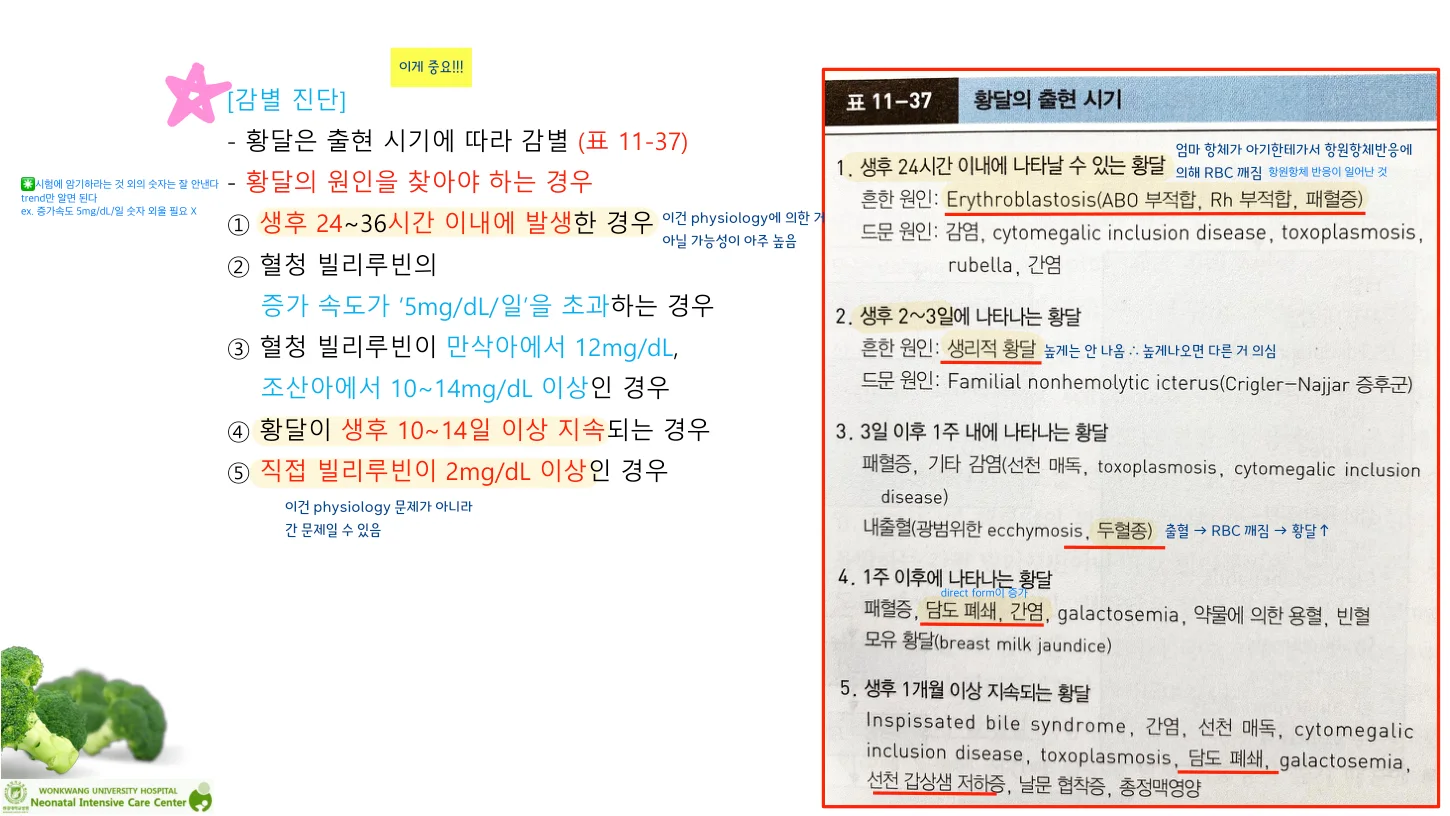 이게 중요!!!
[감별 진단]
- 황달은 출현 시기에 따라 감별 (표 11-37)
- 황달의 원인을 찾아야 하는 경우
① 생후 24~36시간 이내에 발생한 경우
이건 physiology에 의한 거
아닐 가능성이 아주 높음
② 혈청 빌리루빈의
증가 속도가 ‘5mg/dL/일’을 초과하는 경우
③ 혈청 빌리루빈이 만삭아에서 12mg/dL,
조산아에서 10~14mg/dL 이상인 경우
④ 황달이 생후 10~14일 이상 지속되는 경우
⑤ 직접 빌리루빈이 2mg/dL 이상인 경우
이건 physiology 문제가 아니라
간 문제일 수 있음
✳시험에 암기하라는 것 외의 숫자는 잘 안낸다
trend만 알면 된다
ex. 증가속도 5mg/dL/일 숫자 외울 필요 X
WONKWANG UNIVERSITY HOSPITAL
Neonatal Intensive Care Center
표 11-37 황달의 출현 시기
1. 생후 24시간 이내에 나타날 수 있는 황달
엄마 항체가 아기한테가서 항원항체반응에
의해 RBC 깨짐 항원항체 반응이 일어난 것
흔한 원인: Erythroblastosis(ABO 부적합, Rh 부적합, 패혈증)
드문 원인: 감염, cytomegalic inclusion disease, toxoplasmosis,
rubella, 간염
2. 생후 2~3일에 나타나는 황달
흔한 원인: 생리적 황달 높게는 안 나옴 ∴ 높게나오면 다른 거 의심
드문 원인: Familial nonhemolytic icterus(Crigler-Najjar 증후군)
3. 3일 이후 1주 내에 나타나는 황달
패혈증, 기타 감염(선천 매독, toxoplasmosis, cytomegalic inclusion
disease)
내출혈(광범위한 ecchymosis, 두혈종) 출혈 → RBC 깨짐 → 황달↑
4. 1주 이후에 나타나는 황달
direct form이 증가
패혈증, 담도 폐쇄, 간염, galactosemia, 약물에 의한 용혈, 빈혈
모유 황달(breast milk jaundice)
5. 생후 1개월 이상 지속되는 황달
Inspissated bile syndrome, 간염, 선천 매독, cytomegalic
inclusion disease, toxoplasmosis, 담도 폐쇄, galactosemia,
선천 갑상샘 저하증, 날문 협착증, 총정맥영양